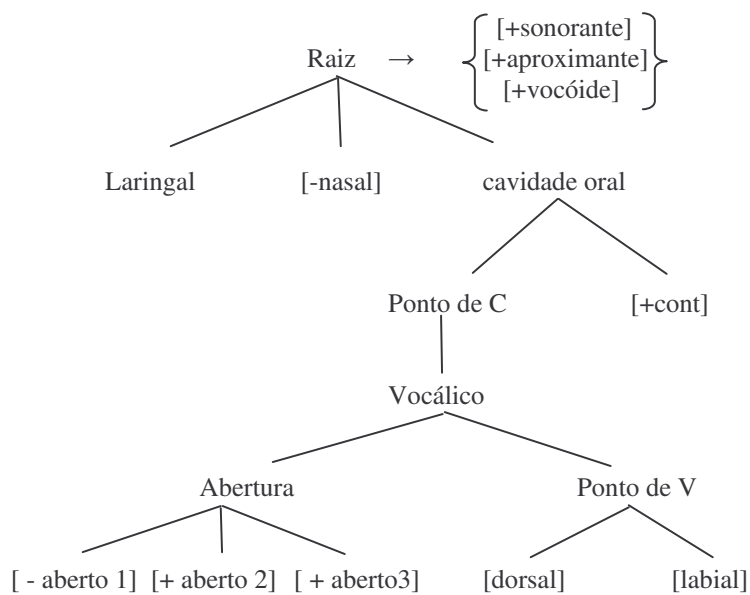 [+sonorante]
Raiz → [+aproximante]
[+vocóide]
Laringal [-nasal] cavidade oral
Ponto de C [+cont]
Vocálico
Abertura Ponto de V
[ - aberto 1] [+ aberto 2] [ + aberto3] [dorsal] [labial]